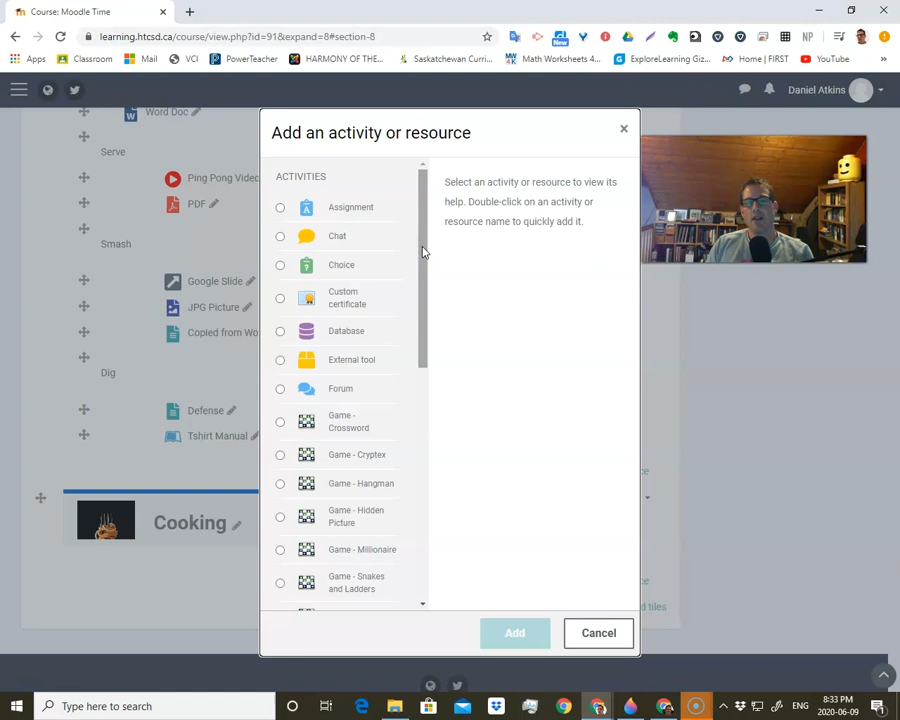 Course: Moodle Time
learning.htcsd.ca/course/view.php?id=91&expand=8#section-8
New
NP
Apps
Classroom
Mail
VCI
PowerTeacher
HARMONY OF THE...
Saskatchewan Curri...
Math Worksheets 4...
ExploreLearning Giz...
Home | FIRST
YouTube
Daniel Atkins
Word Doc
Serve
Ping Pong Video
PDF
Smash
Google Slide
JPG Picture
Copied from Wo
Dig
Defense
Tshirt Manual
Cooking
Add an activity or resource
×
ACTIVITIES
Assignment
Chat
Choice
Custom
certificate
Database
External tool
Forum
Game -
Crossword
Game - Cryptex
Game - Hangman
Game - Hidden
Picture
Game - Millionaire
Game - Snakes
and Ladders
Select an activity or resource to view its
help. Double-click on an activity or
resource name to quickly add it.
Add
Cancel
d tiles
Type here to search
ENG
8:33 PM
2020-06-09